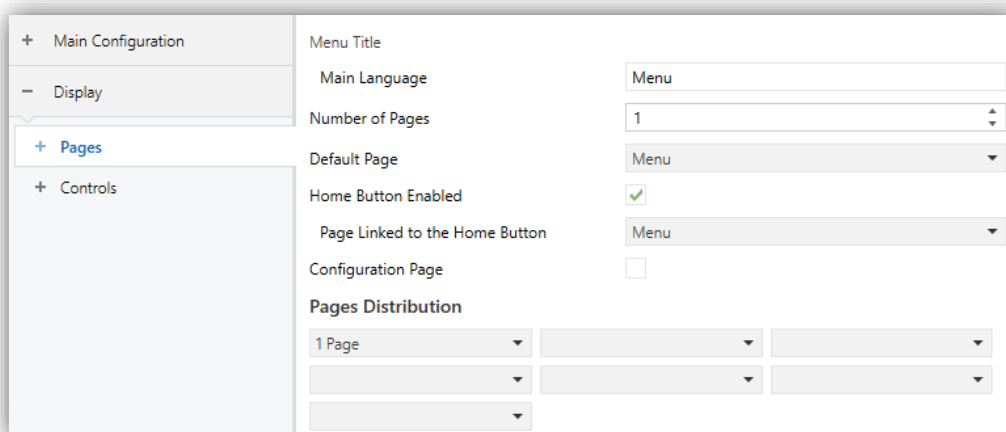 + Main Configuration
− Display
+ Pages
+ Controls
Menu Title
Main Language Menu
Number of Pages 1
Default Page Menu
Home Button Enabled
Page Linked to the Home Button Menu
Configuration Page
Pages Distribution
1 Page